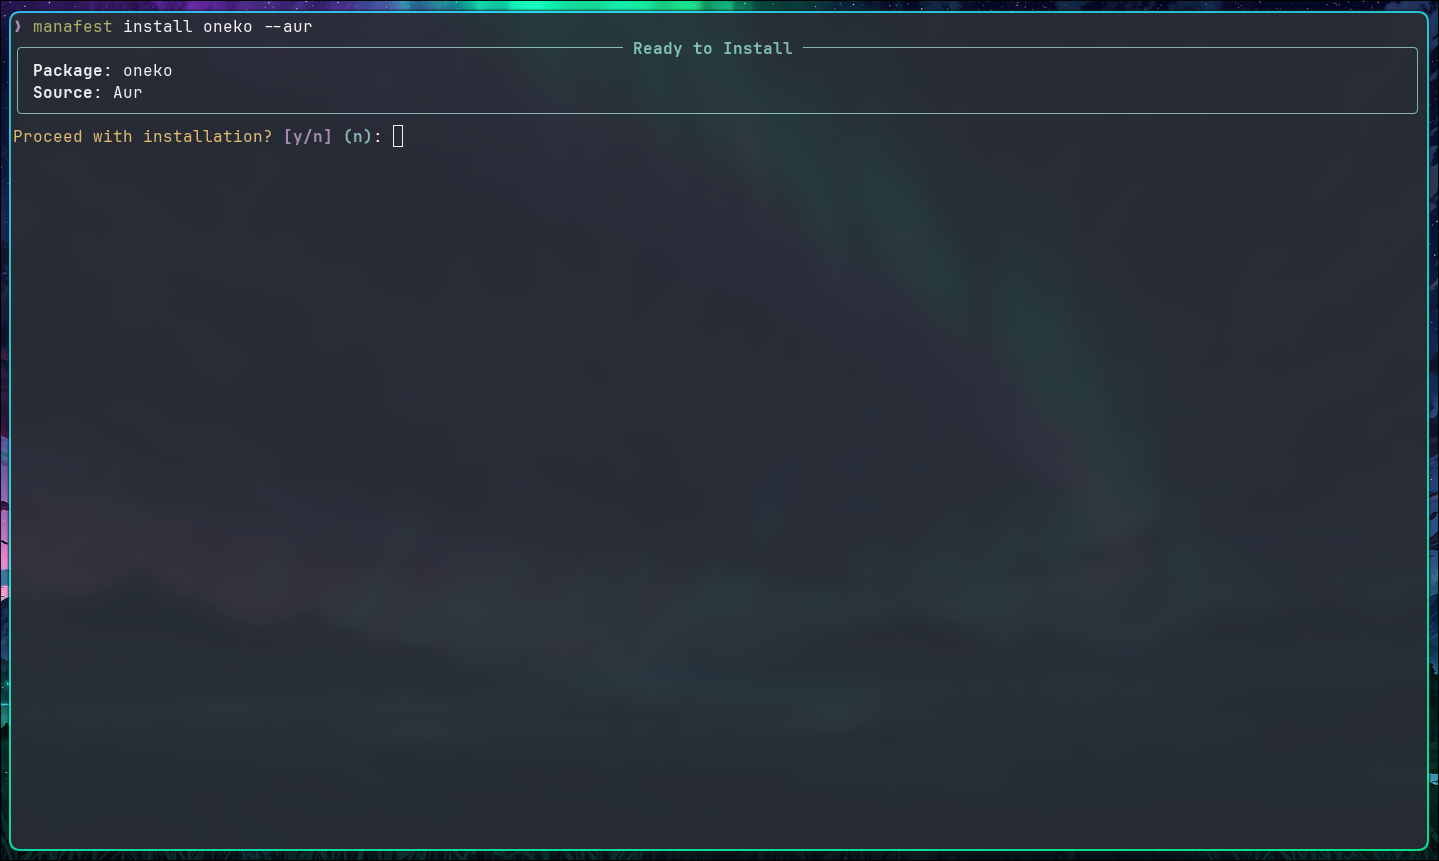 ❯ manafest install oneko --aur
Ready to Install
Package: oneko
Source: Aur
Proceed with installation? [y/n] (n):